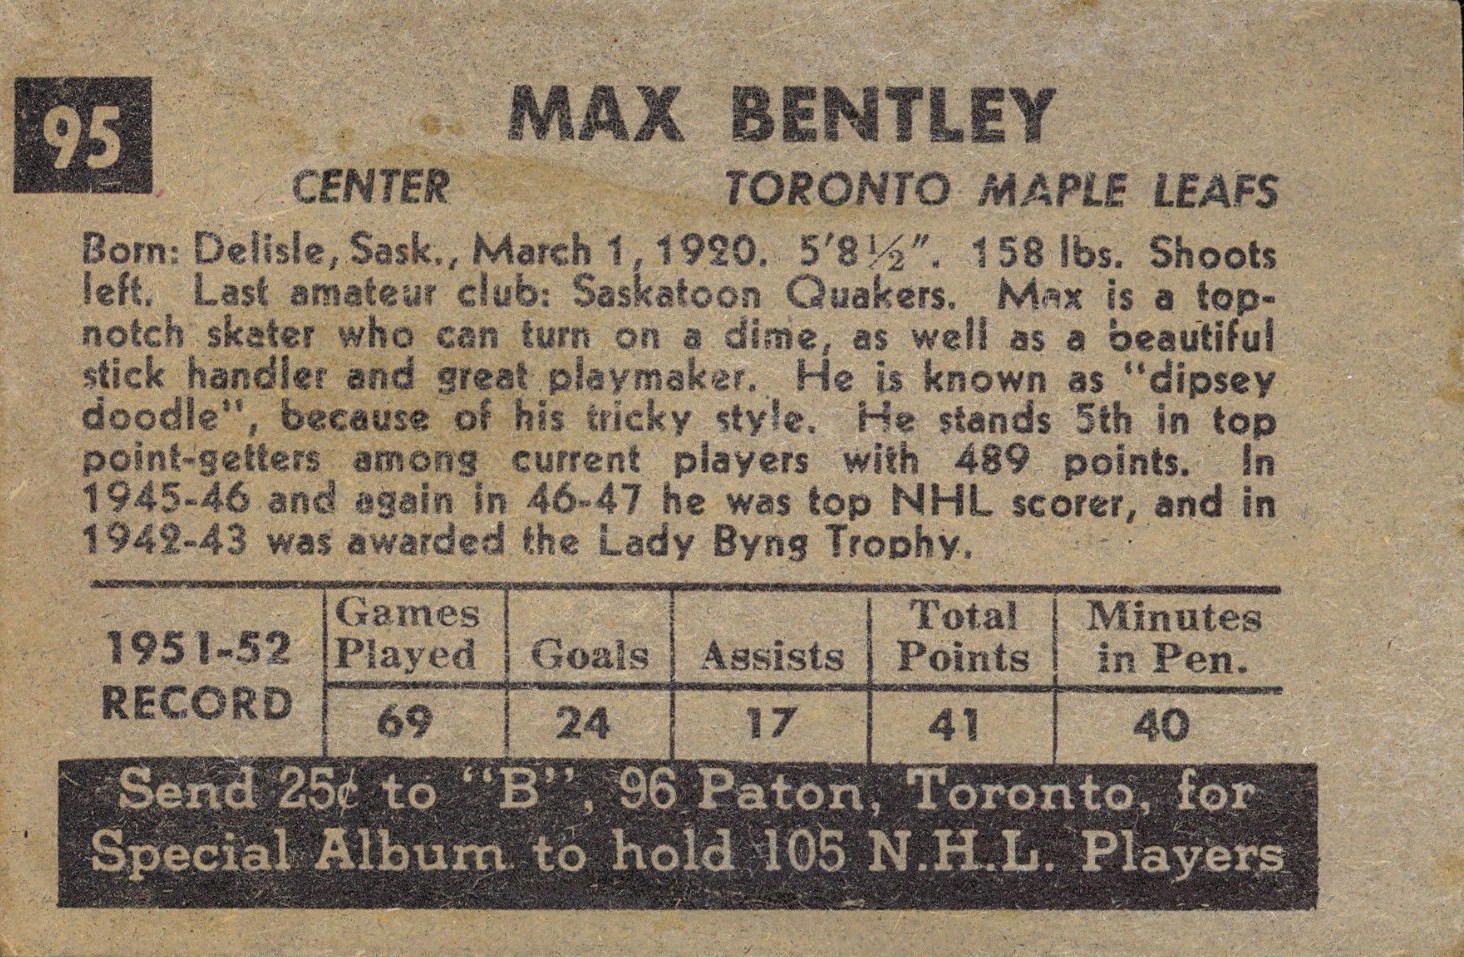 95
MAX BENTLEY
CENTER TORONTO MAPLE LEAFS
Born: Delisle, Sask., March 1, 1920. 5'8½". 158 lbs. Shoots
left. Last amateur club: Saskatoon Quakers. Max is a top-
notch skater who can turn on a dime, as well as a beautiful
stick handler and great playmaker. He is known as "dipsey
doodle", because of his tricky style. He stands 5th in top
point-getters among current players with 489 points. In
1945-46 and again in 46-47 he was top NHL scorer, and in
1942-43 was awarded the Lady Byng Trophy.
1951-52 RECORD
Games Played Goals Assists Total Points Minutes in Pen.
69 24 17 41 40
Send 25¢ to "B", 96 Paton, Toronto, for
Special Album to hold 105 N.H.L. Players